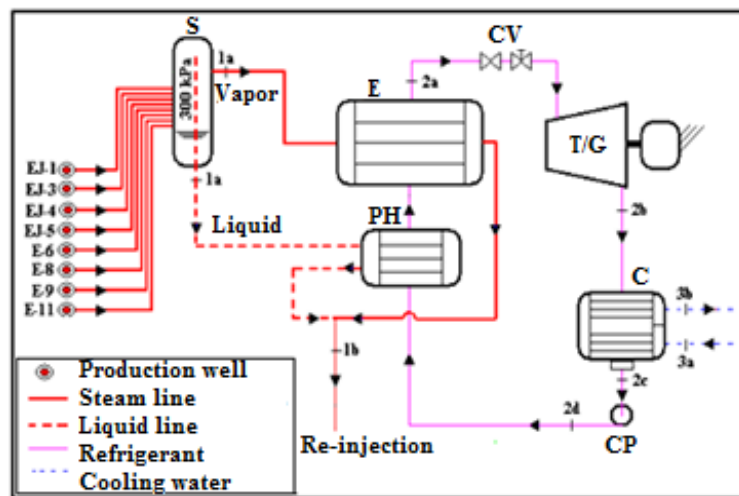 S
CV
1a
Vapor
300 kPa
E
2a
T/G
EJ-1
EJ-3
EJ-4
EJ-5
E-6
E-8
E-9
E-11
1a
Liquid
PH
2b
C
3b
3a
2c
1b
2d
CP
Re-injection
Production well
Steam line
Liquid line
Refrigerant
Cooling water